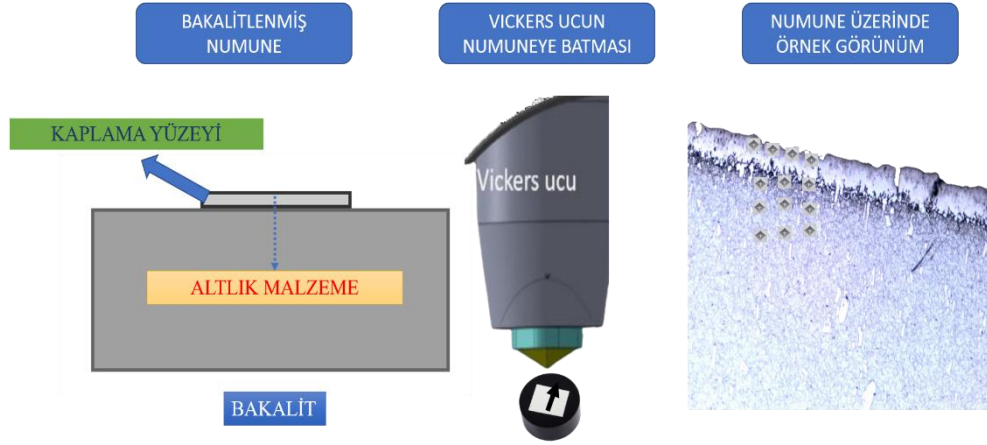 BAKALİTLENMİŞ
NUMUNE
VICKERS UCUN
NUMUNEYE BATMASI
NUMUNE ÜZERİNDE
ÖRNEK GÖRÜNÜM
KAPLAMA YÜZEYİ
Vickers ucu
ALTLIK MALZEME
BAKALİT